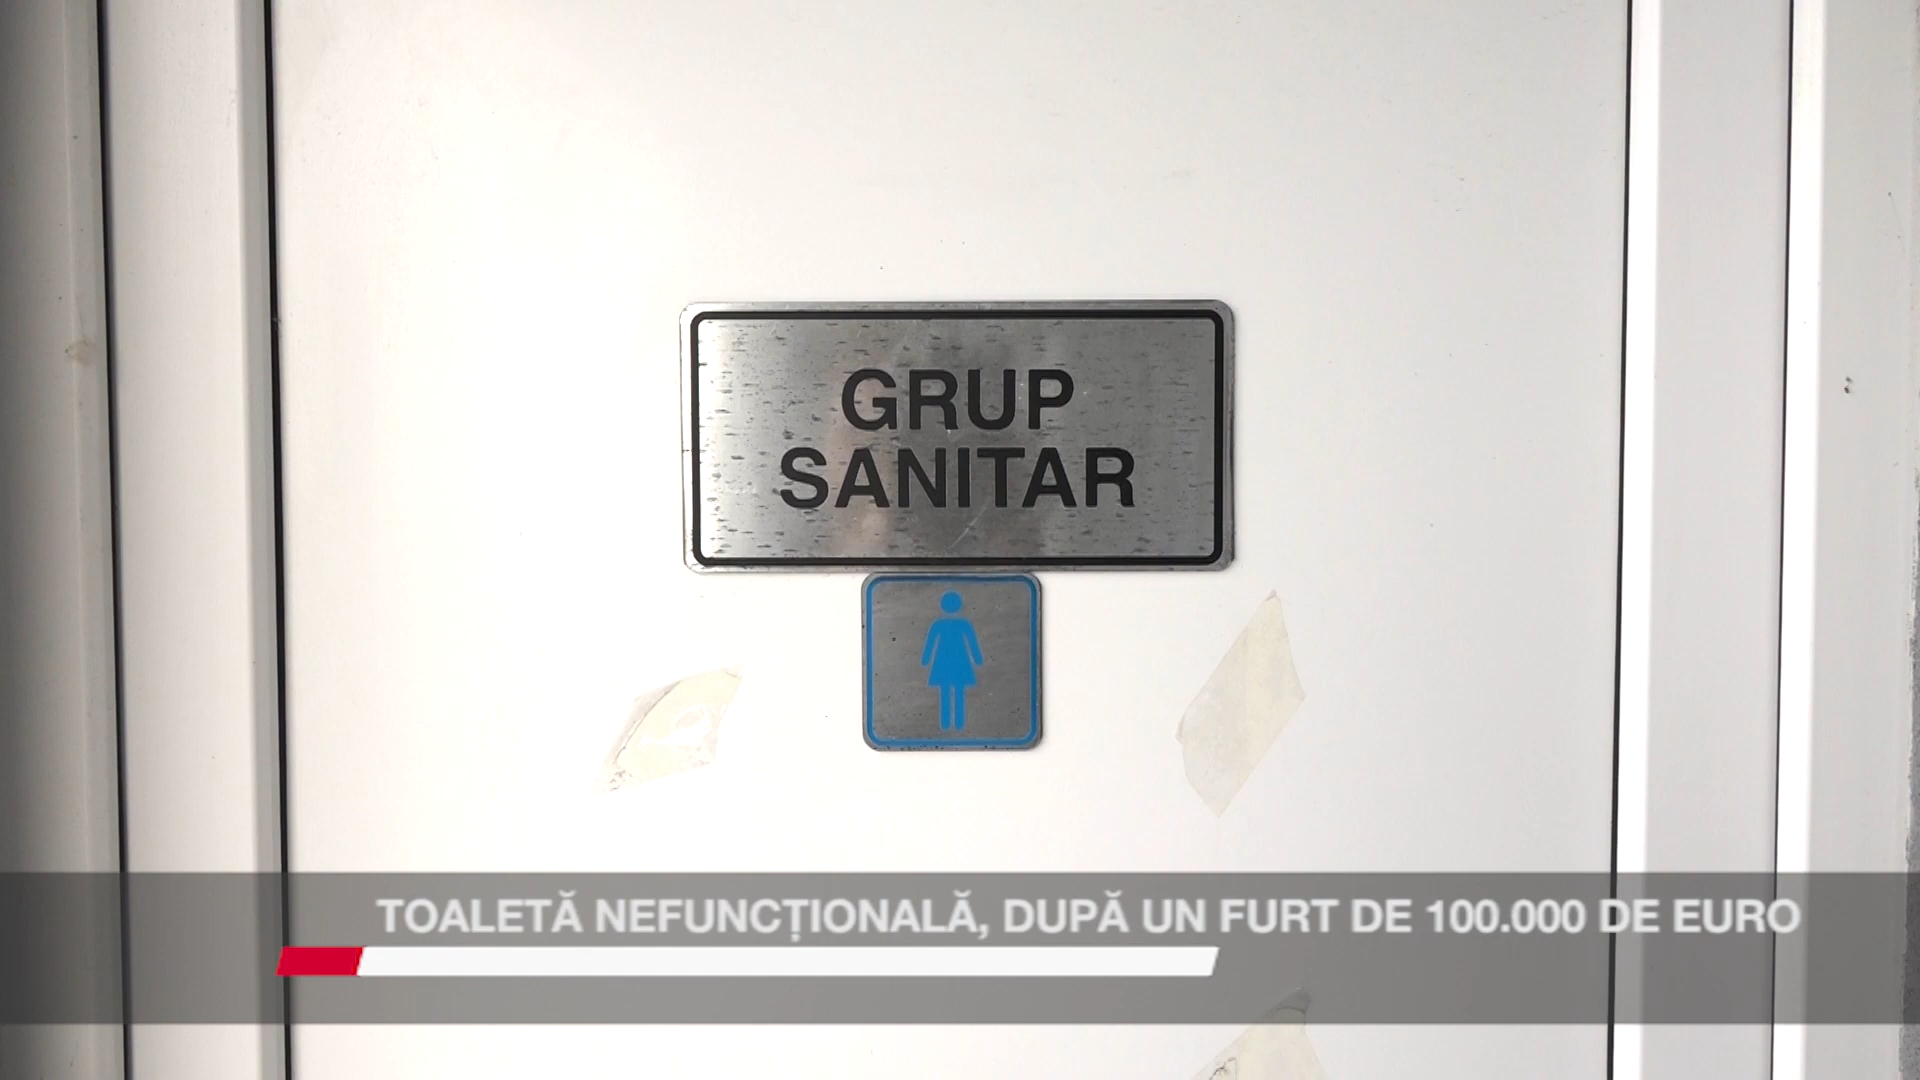 GRUP
SANITAR
TOALETĂ NEFUNCȚIONALĂ, DUPĂ UN FURT DE 100.000 DE EURO